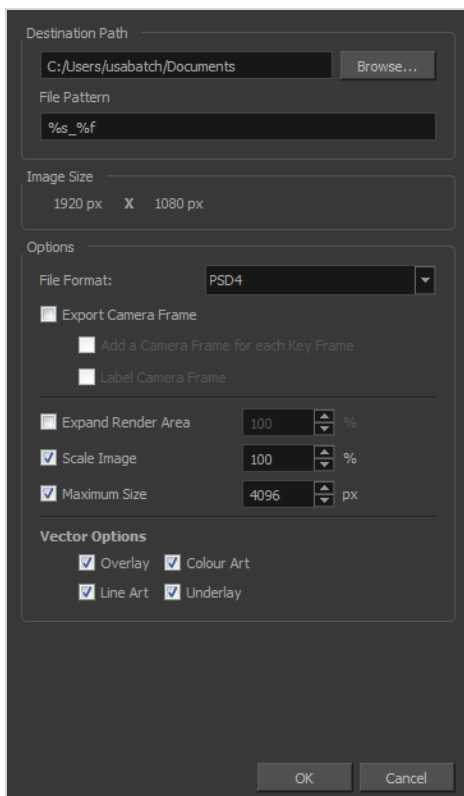 Destination Path
C:/Users/usabatch/Documents Browse...
File Pattern
%s_%f
Image Size
1920 px X 1080 px
Options
File Format: PSD4
Export Camera Frame
Add a Camera Frame for each Key Frame
Label Camera Frame
Expand Render Area 100 %
Scale Image 100 %
Maximum Size 4096 px
Vector Options
Overlay Colour Art
Line Art Underlay
OK Cancel